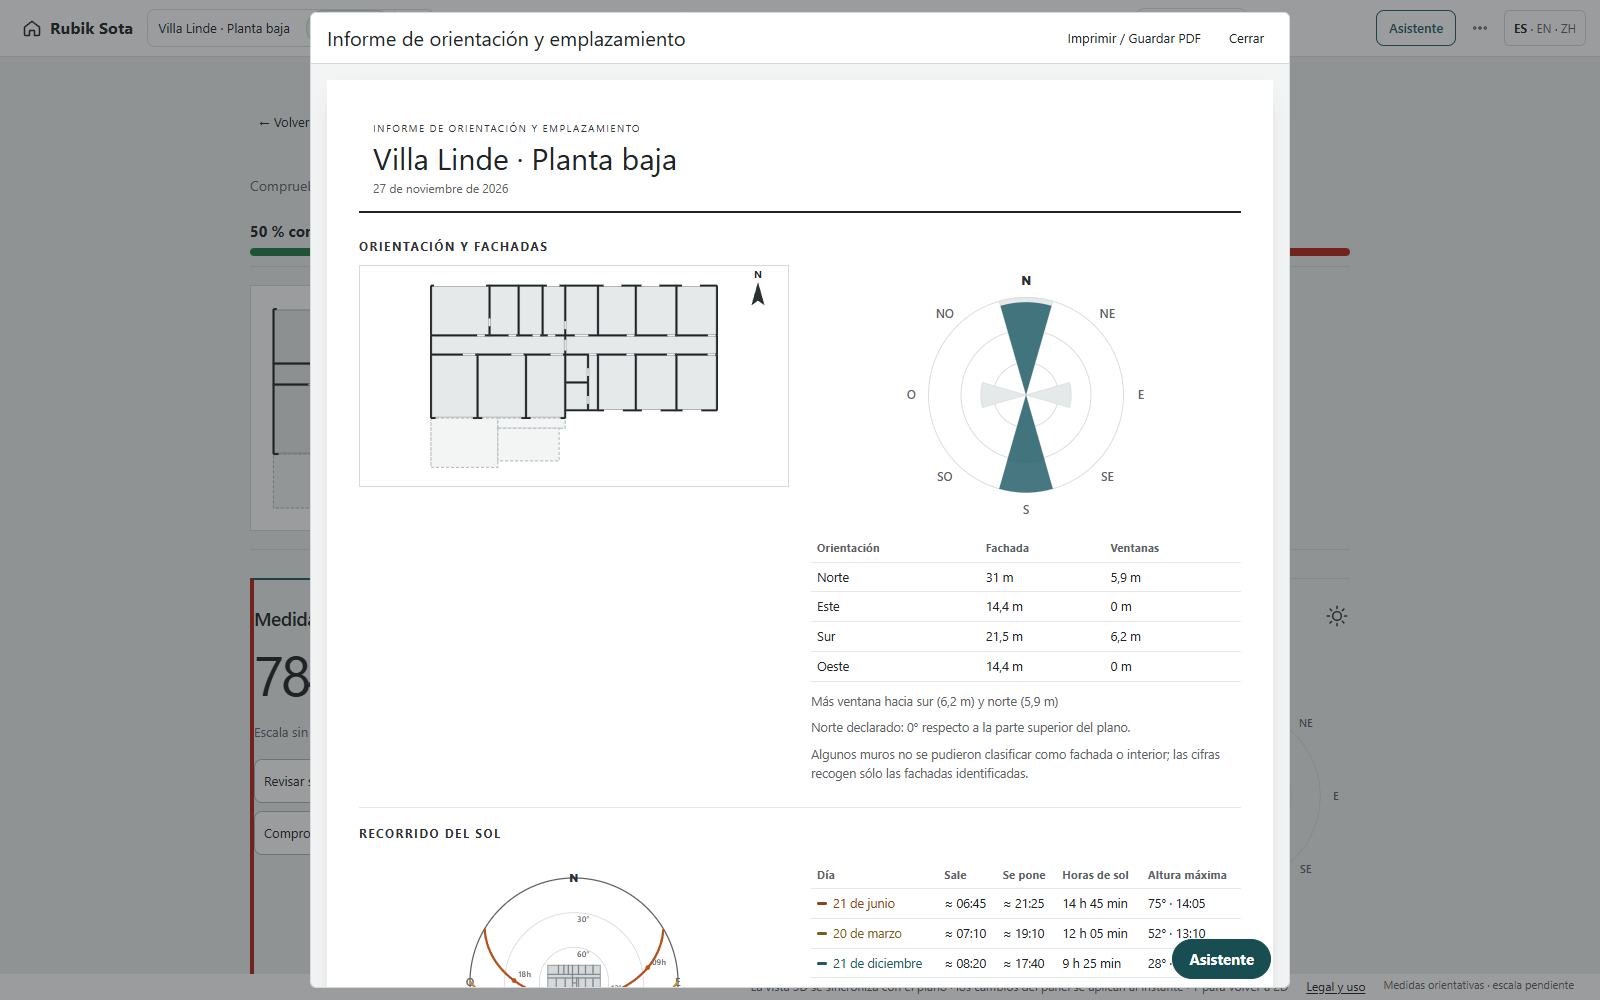 Rubik Sota
Villa Linde · Planta baja
Informe de orientación y emplazamiento
Imprimir / Guardar PDF
Cerrar
Asistente
ES · EN · ZH
← Volver
50 %
Medid
78
Escala sin
Revisar
INFORME DE ORIENTACIÓN Y EMPLAZAMIENTO
Villa Linde · Planta baja
27 de noviembre de 2026
ORIENTACIÓN Y FACHADAS
N
N
NO
NE
O
E
SO
SE
S
Orientación Fachada Ventanas
Norte 31 m 5,9 m
Este 14,4 m 0 m
Sur 21,5 m 6,2 m
Oeste 14,4 m 0 m
Más ventana hacia sur (6,2 m) y norte (5,9 m)
Norte declarado: 0° respecto a la parte superior del plano.
Algunos muros no se pudieron clasificar como fachada o interior; las cifras
recogen sólo las fachadas identificadas.
NE
E
SE
RECORRIDO DEL SOL
N
30°
60°
18h
09h
Día Sale Se pone Horas de sol Altura máxima
21 de junio ≈ 06:45 ≈ 21:25 14 h 45 min 75° · 14:05
20 de marzo ≈ 07:10 ≈ 19:10 12 h 05 min 52° · 13:10
21 de diciembre ≈ 08:20 ≈ 17:40 9 h 25 min 28° ·
Asistente
Legal y uso
Medidas orientativas · escala pendiente